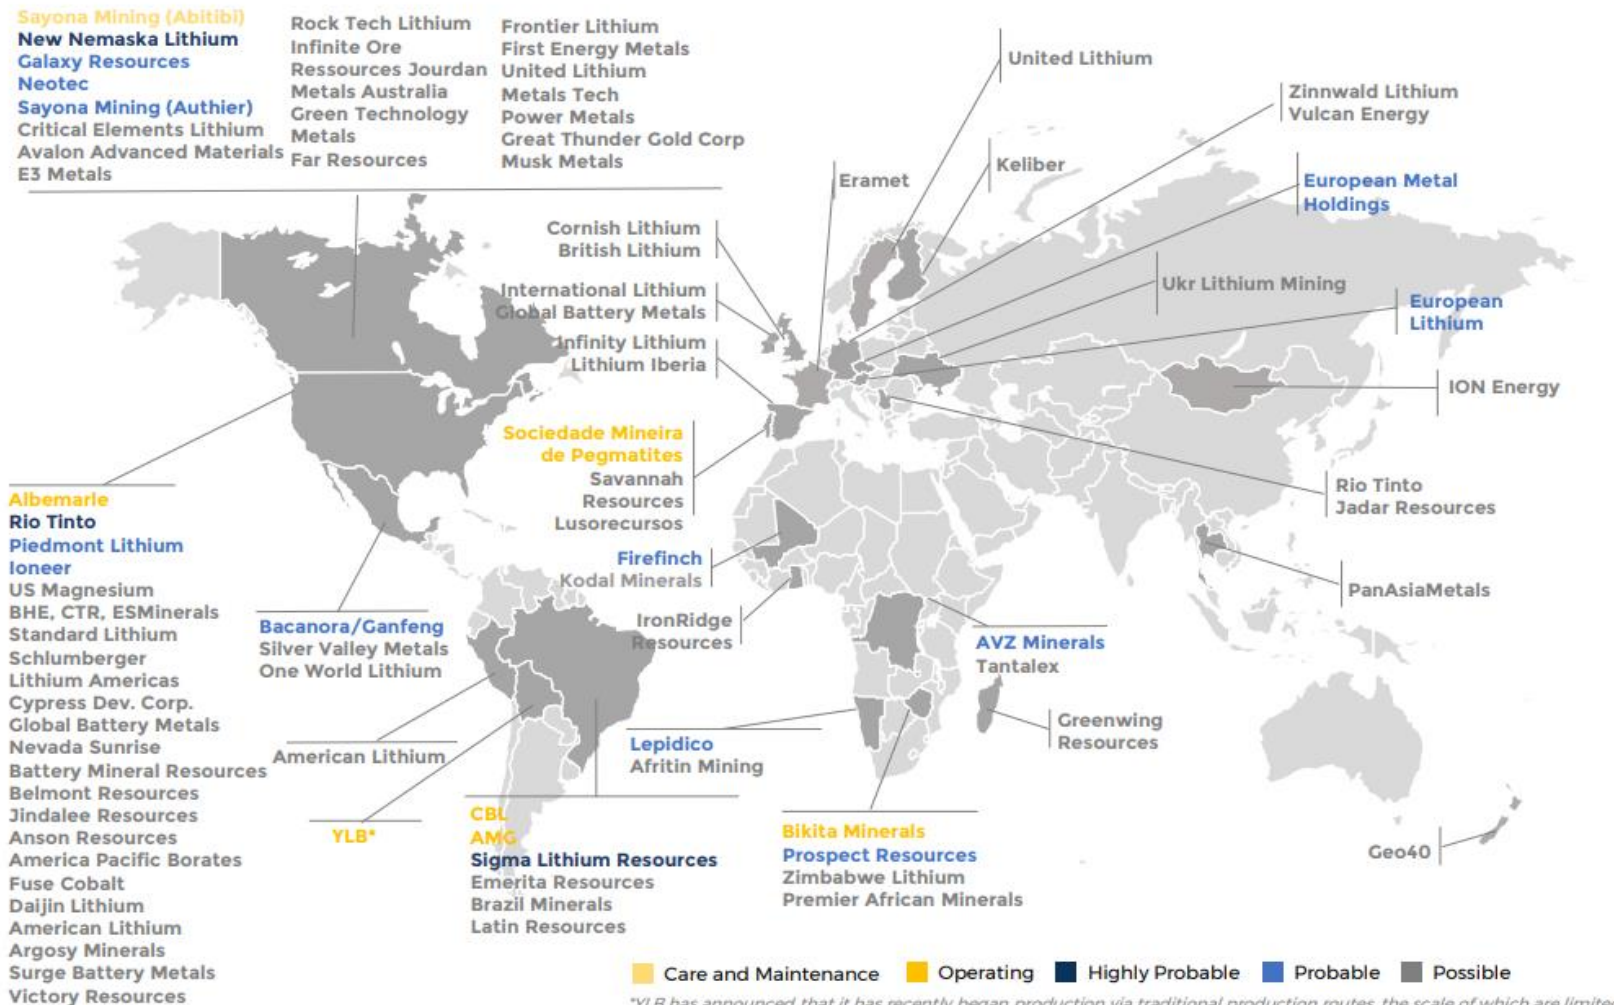 Sayona Mining (Abitibi)
New Nemaska Lithium
Galaxy Resources
Neotec
Sayona Mining (Authier)
Critical Elements Lithium
Avalon Advanced Materials
E3 Metals
Rock Tech Lithium
Infinite Ore
Ressources Jourdan
Metals Australia
Green Technology
Metals
Far Resources
Frontier Lithium
First Energy Metals
United Lithium
Metals Tech
Power Metals
Great Thunder Gold Corp
Musk Metals
United Lithium
Zinnwald Lithium
Vulcan Energy
Keliber
Eramet
European Metal
Holdings
Cornish Lithium
British Lithium
International Lithium
Global Battery Metals
Infinity Lithium
Lithium Iberia
Ukr Lithium Mining
European
Lithium
ION Energy
Sociedade Mineira
de Pegmatites
Savannah
Resources
Lusorecursos
Rio Tinto
Jadar Resources
Firefinch
Kodal Minerals
PanAsiaMetals
IronRidge
Resources
AVZ Minerals
Tantalex
Greenwing
Resources
Albemarle
Rio Tinto
Piedmont Lithium
Ioneer
US Magnesium
BHE, CTR, ESMinerals
Standard Lithium
Schlumberger
Lithium Americas
Cypress Dev. Corp.
Global Battery Metals
Nevada Sunrise
Battery Mineral Resources
Belmont Resources
Jindalee Resources
Anson Resources
America Pacific Borates
Fuse Cobalt
Daijin Lithium
American Lithium
Argosy Minerals
Surge Battery Metals
Victory Resources
Bacanora/Ganfeng
Silver Valley Metals
One World Lithium
American Lithium
YLB*
Lepidico
Afritin Mining
CBL
AMG
Sigma Lithium Resources
Emerita Resources
Brazil Minerals
Latin Resources
Bikita Minerals
Prospect Resources
Zimbabwe Lithium
Premier African Minerals
Geo40
Care and Maintenance
Operating
Highly Probable
Probable
Possible
*YLB has announced that it has recently began production via traditional production routes, the scale of which are limited